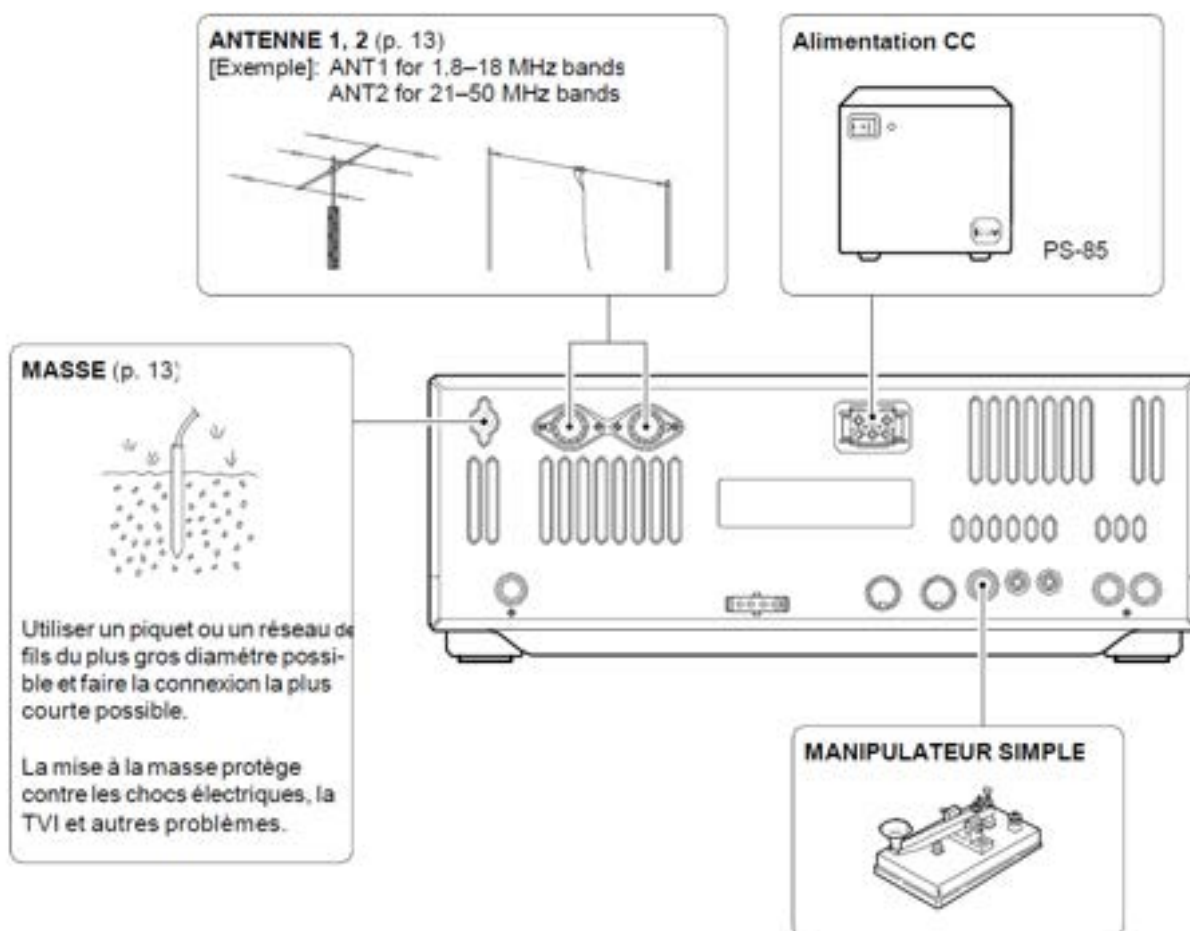 ANTENNE 1, 2 (p. 13)
[Exemple]: ANT1 for 1.8–18 MHz bands
ANT2 for 21–50 MHz bands
Alimentation CC
PS-85
MASSE (p. 13)
Utiliser un piquet ou un réseau de
fils du plus gros diamétre possi-
ble et faire la connexion la plus
courte possible.
La mise à la masse protège
contre les chocs électriques, la
TVI et autres problèmes.
MANIPULATEUR SIMPLE